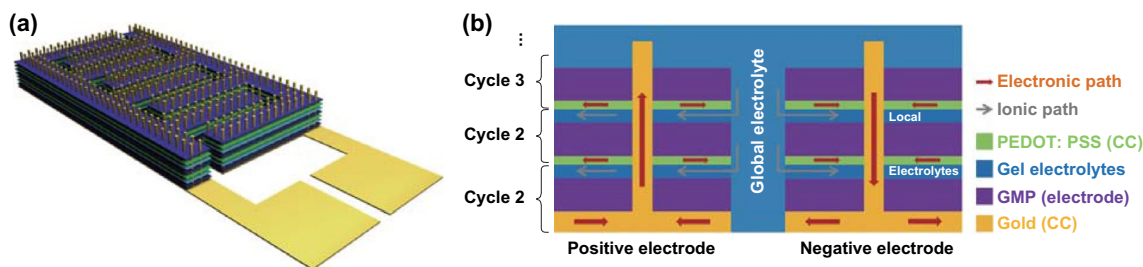 (a)
(b)
⋮
Cycle 3
Cycle 2
Cycle 2
Global electrolyte
Local
Electrolytes
Positive electrode
Negative electrode
Electronic path
Ionic path
PEDOT: PSS (CC)
Gel electrolytes
GMP (electrode)
Gold (CC)